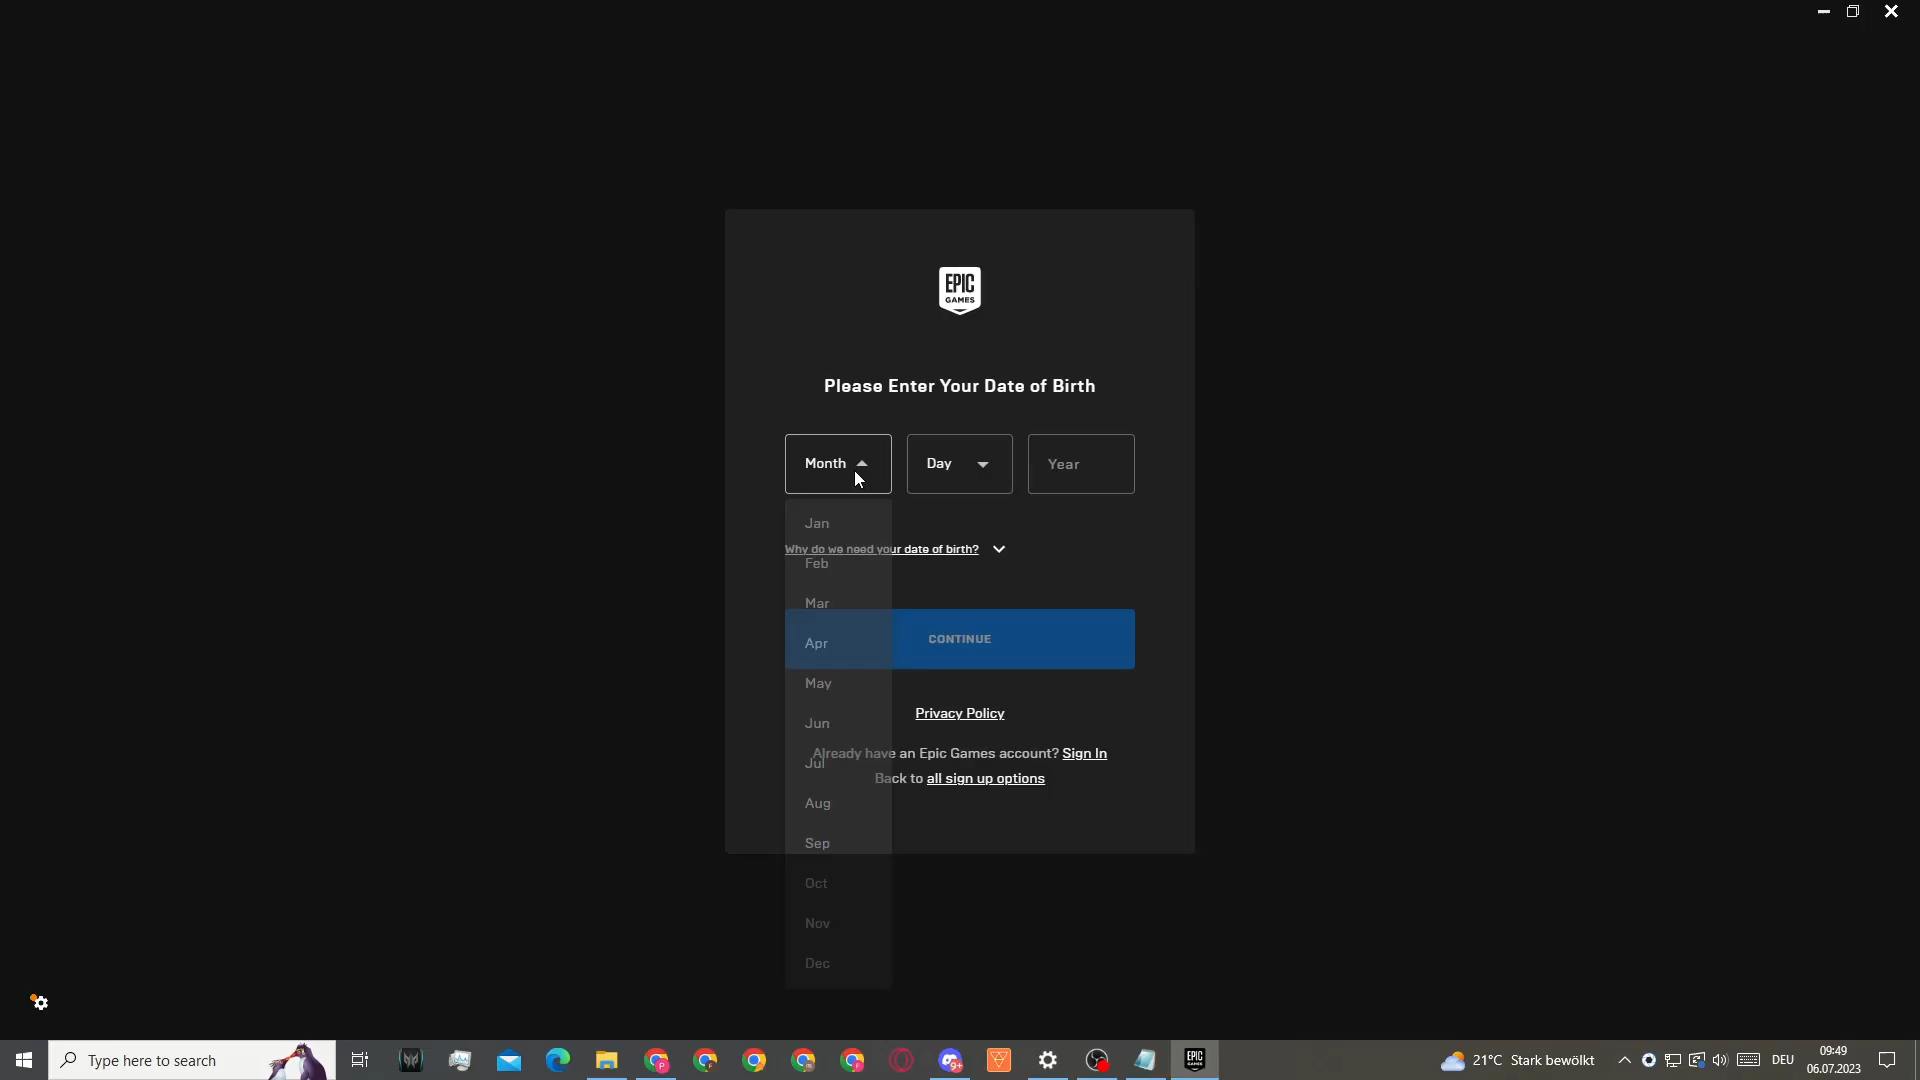 EPIC
GAMES
Please Enter Your Date of Birth
Month
Day
Year
Jan
Why do we need your date of birth?
Feb
Mar
Apr
CONTINUE
May
Privacy Policy
Jun
Already have an Epic Games account? Sign In
Jul
Back to all sign up options
Aug
Sep
Oct
Nov
Dec
Type here to search
9+
EPIC
GAMES
21°C Stark bewölkt
DEU
09:49
06.07.2023